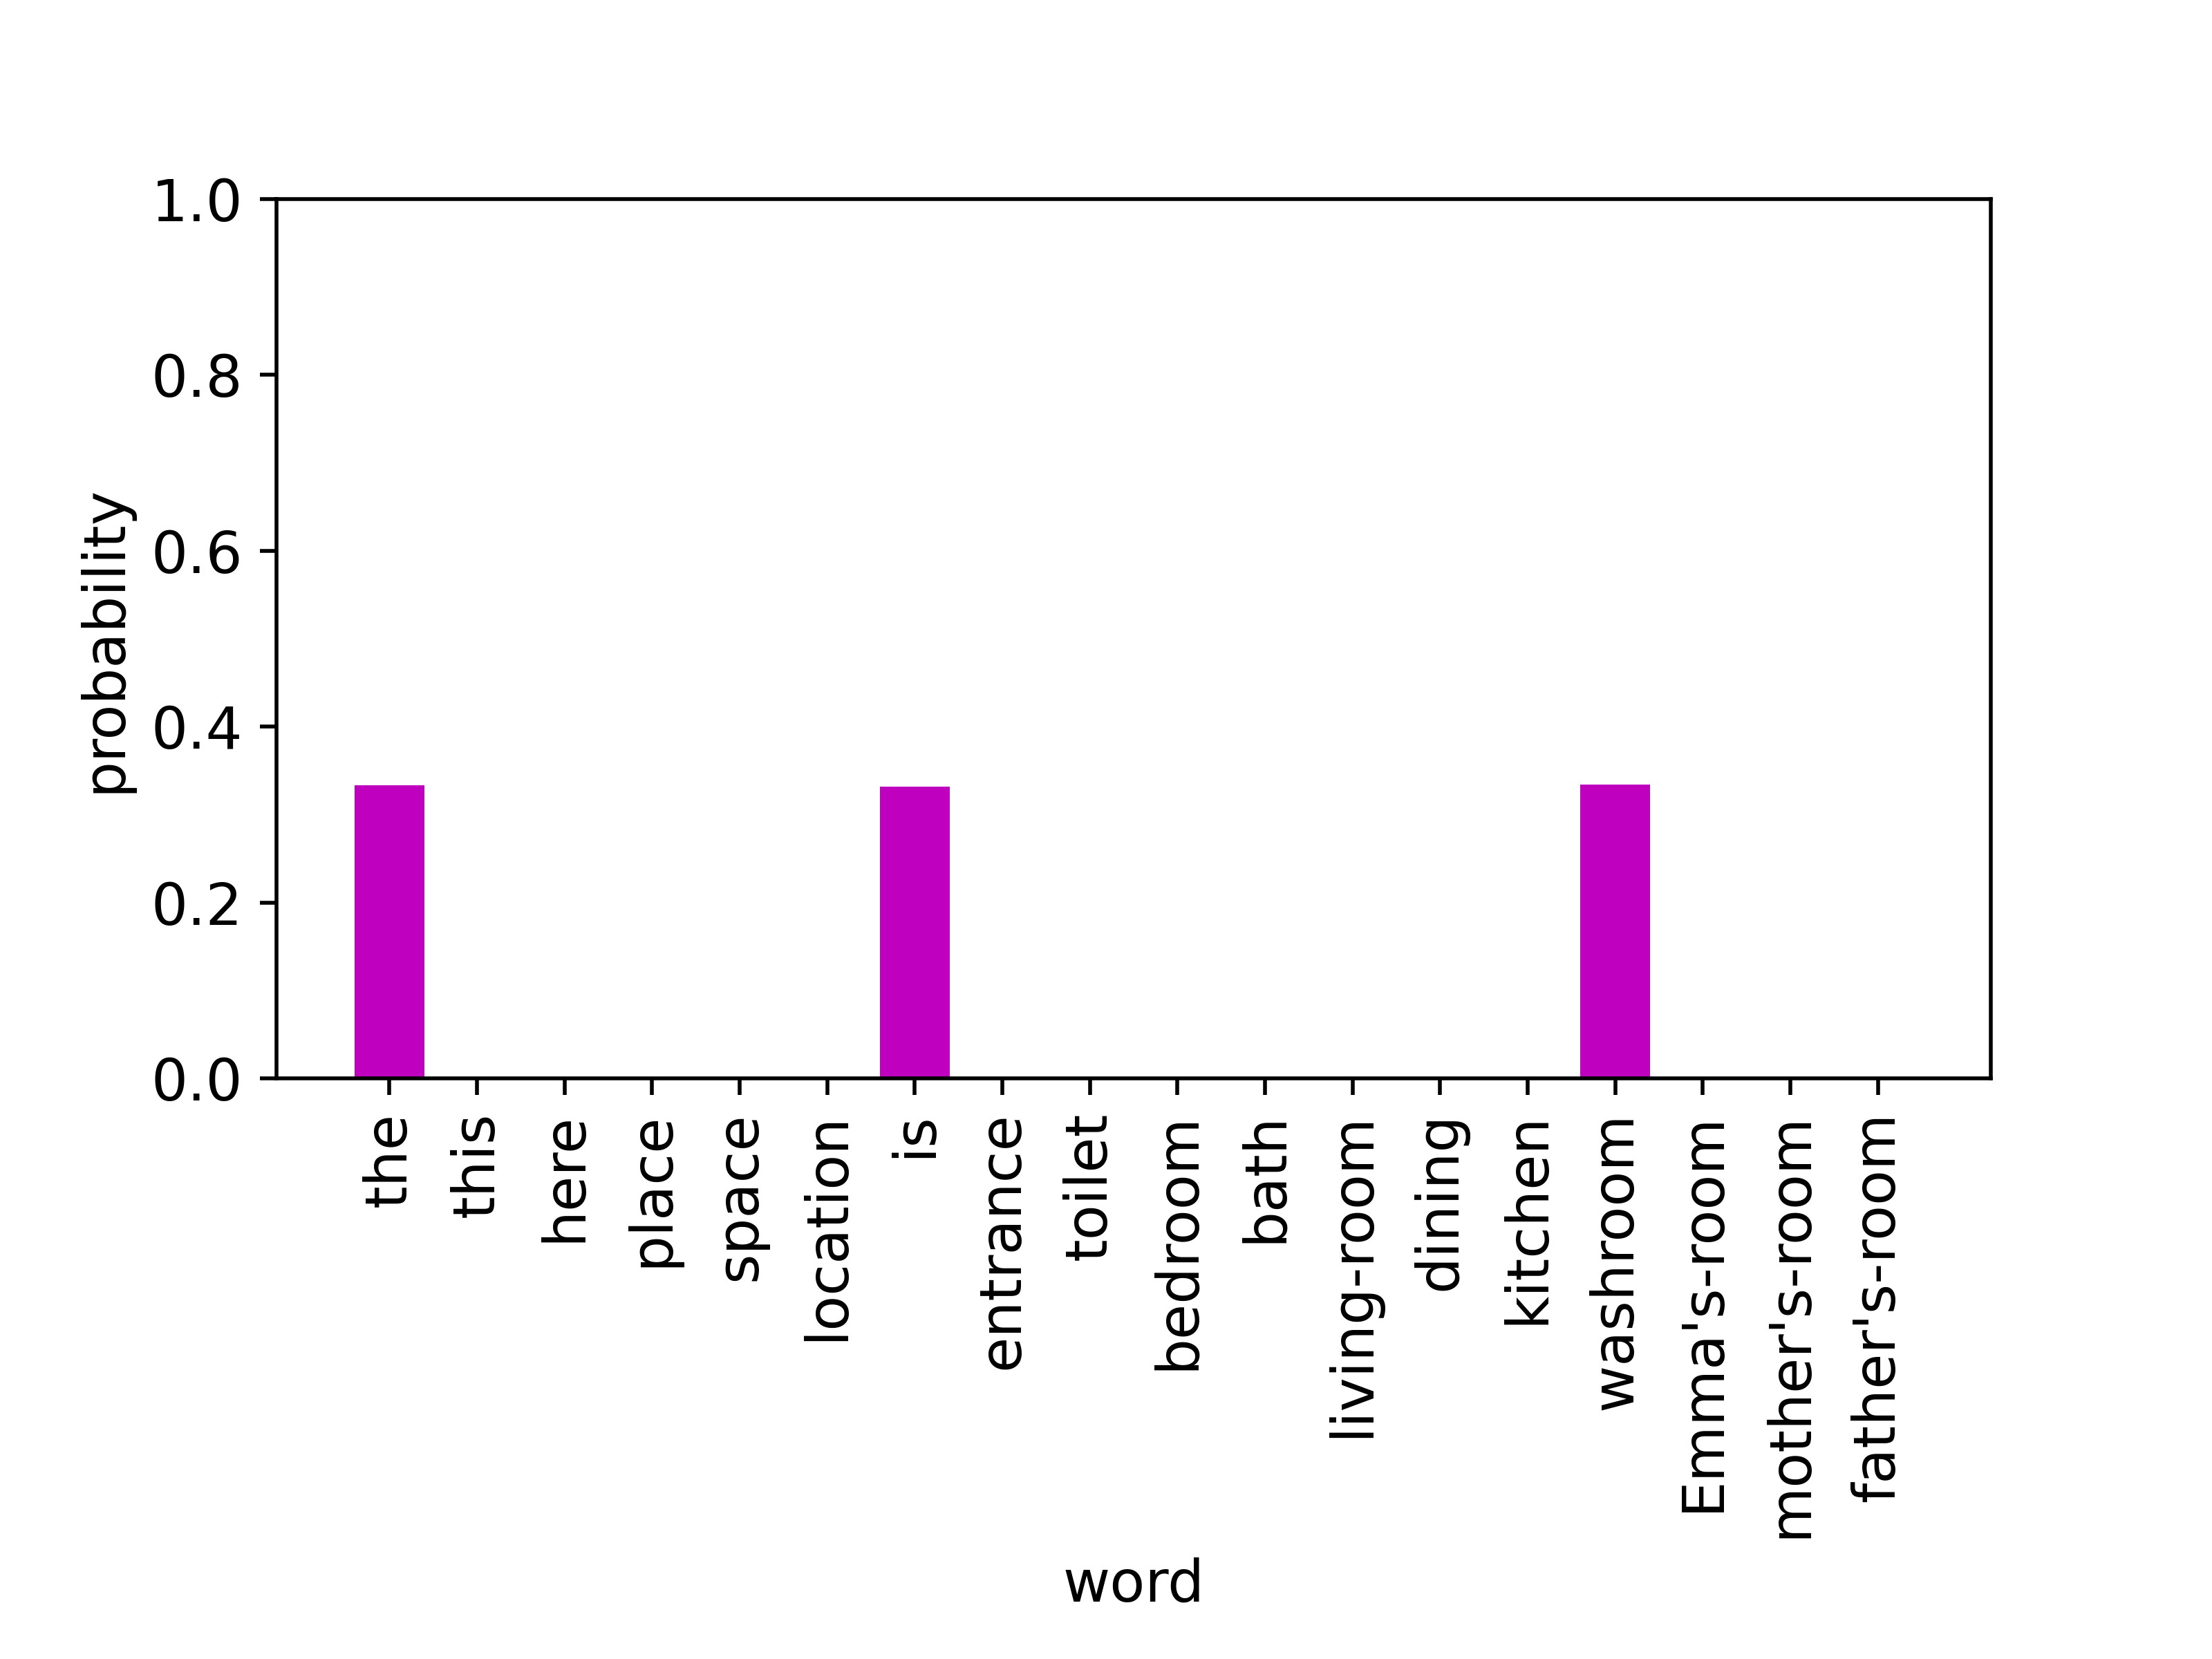 1.0
0.8
0.6
0.4
0.2
0.0
probability
the
this
here
place
space
location
is
entrance
toilet
bedroom
bath
living-room
dining
kitchen
washroom
Emma's-room
mother's-room
father's-room
word